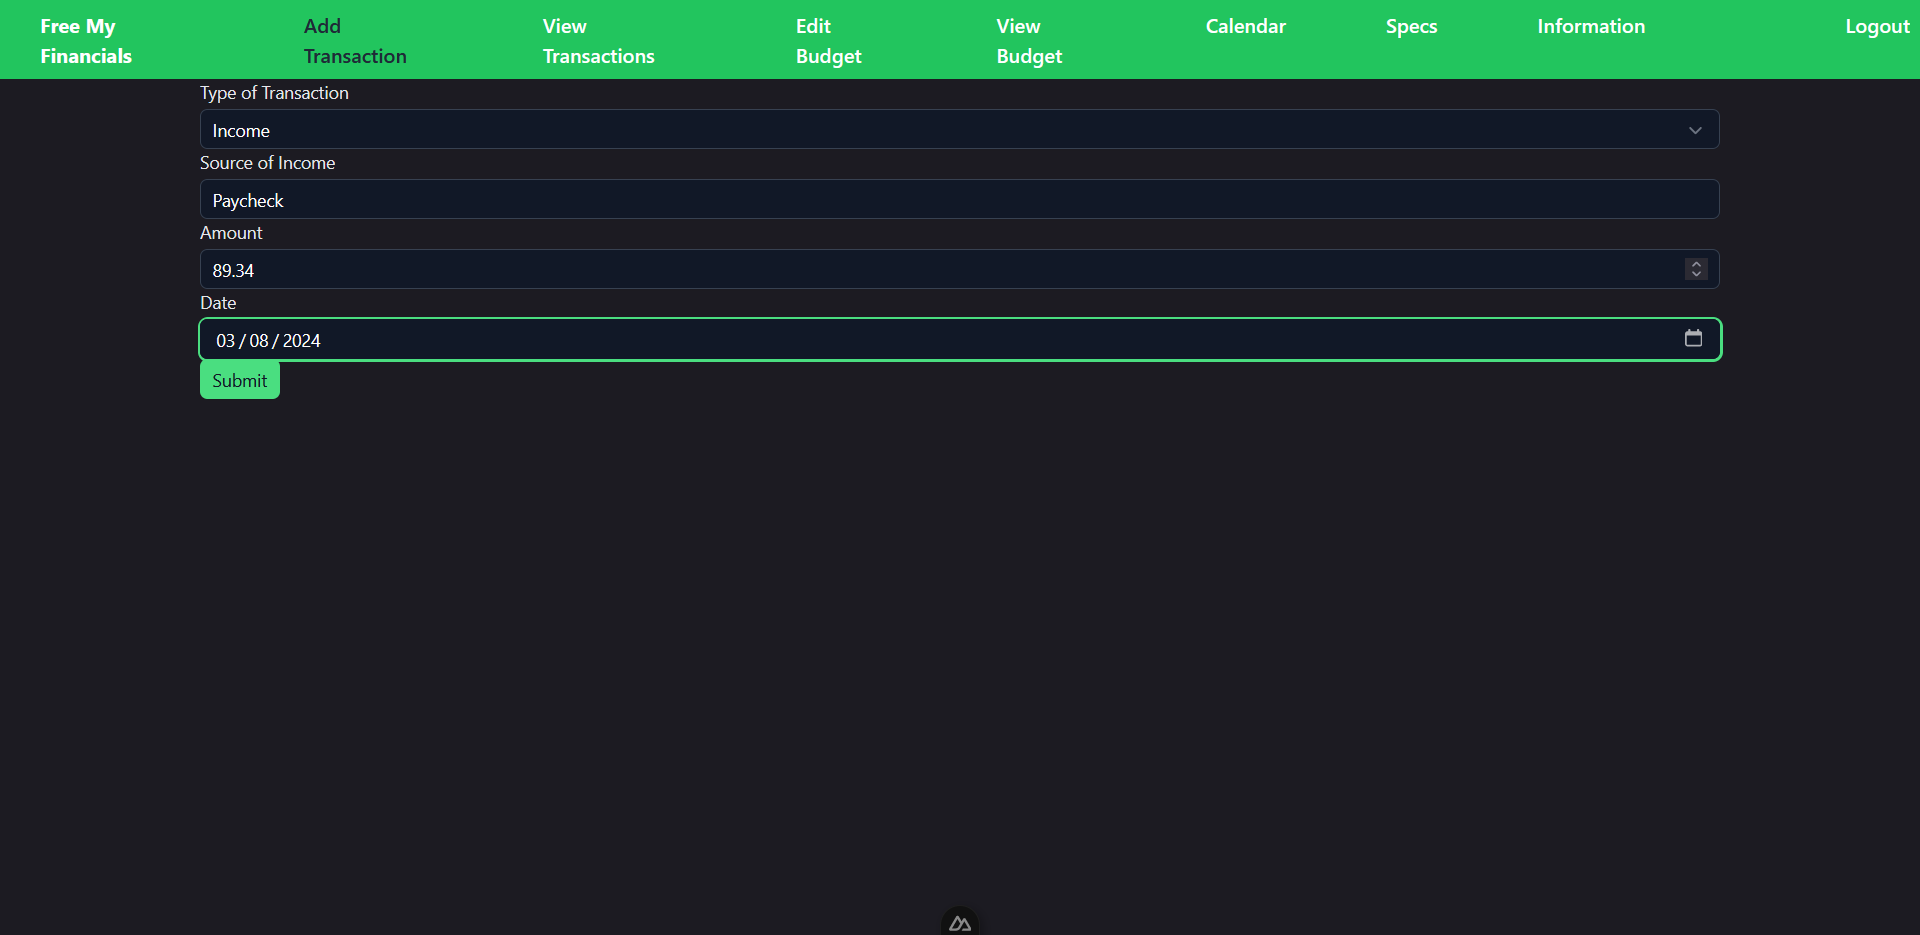 Free My
Financials
Add
Transaction
View
Transactions
Edit
Budget
View
Budget
Calendar
Specs
Information
Logout
Type of Transaction
Income
Source of Income
Paycheck
Amount
89.34
Date
03 / 08 / 2024
Submit